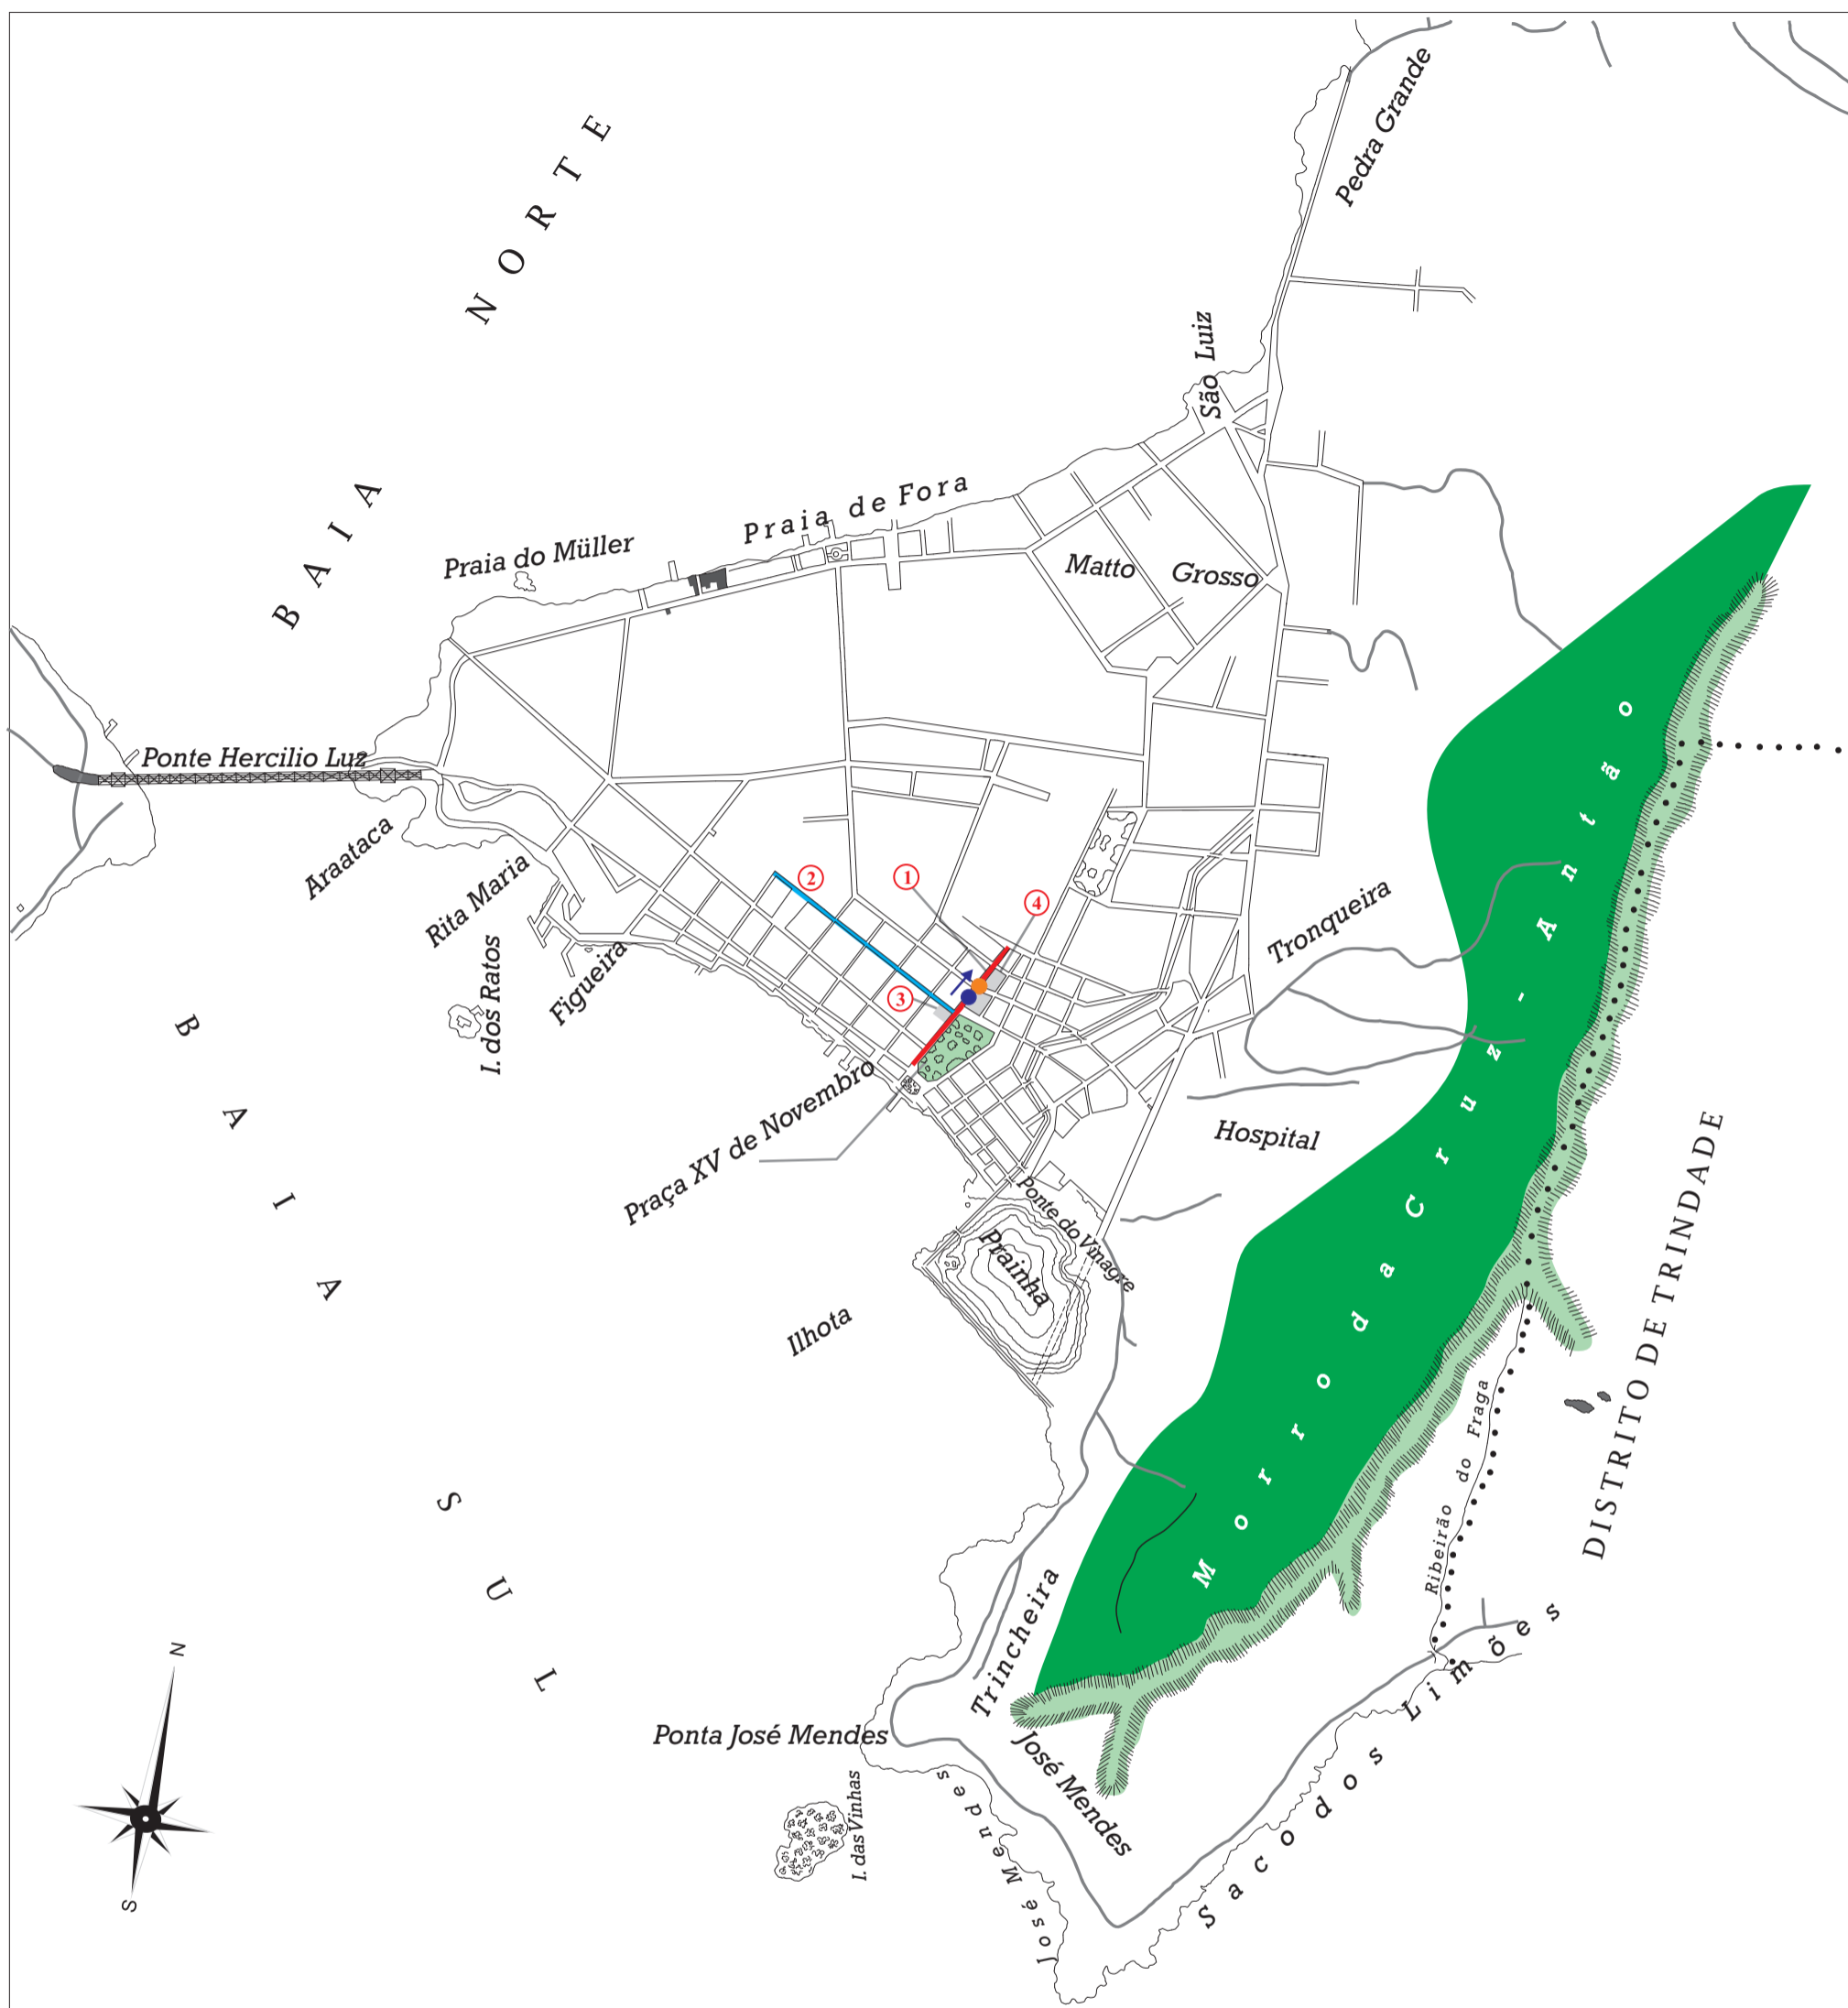 Pedra Grande
BAIA NORTE
São Luiz
Praia de Fora
Praia do Müller
Matto Grosso
Ponte Hercilio Luz
Araataca
Rita Maria
I. dos Ratos
Figueira
2
1
4
3
Tronqueira
Morro da Cruz - Antão
Praça XV de Novembro
Hospital
Ponte do Vinagre
Prainha
Ilhota
BAIA SUL
DISTRITO DE TRINDADE
Ribeirão do Fraga
Trincheira
Saco dos Limões
Ponta José Mendes
José Mendes
José Mendes
I. das Vinhas
N
S